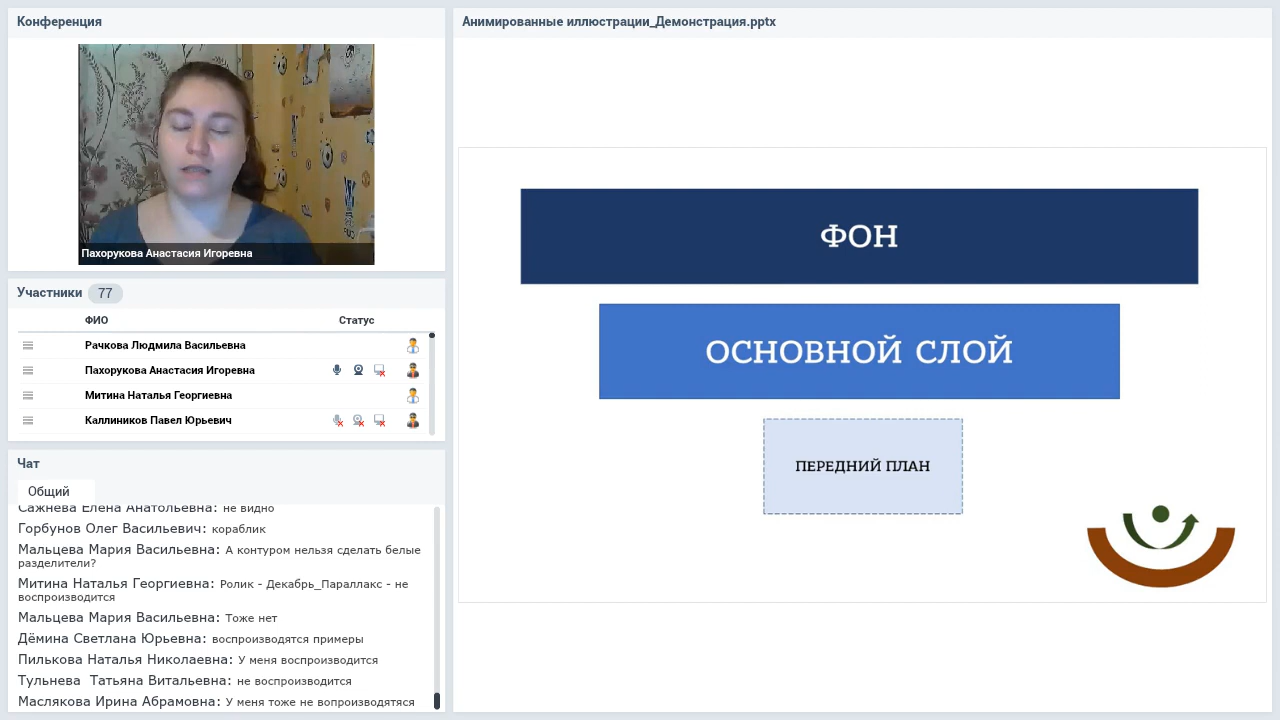 Конференция
Пахорукова Анастасия Игоревна
Участники 77
ФИО Статус
Рачкова Людмила Васильевна
Пахорукова Анастасия Игоревна
Митина Наталья Георгиевна
Каллиников Павел Юрьевич
Чат
Общий
Сажнева Елена Анатольевна: не видно
Горбунов Олег Васильевич: кораблик
Мальцева Мария Васильевна: А контуром нельзя сделать белые
разделители?
Митина Наталья Георгиевна: Ролик - Декабрь_Параллакс - не
воспроизводится
Мальцева Мария Васильевна: Тоже нет
Дёмина Светлана Юрьевна: воспроизводятся примеры
Пилькова Наталья Николаевна: У меня воспроизводится
Тульнева Татьяна Витальевна: не воспроизводится
Маслякова Ирина Абрамовна: У меня тоже не вопроизводятяся
Анимированные иллюстрации_Демонстрация.pptx
ФОН
ОСНОВНОЙ СЛОЙ
ПЕРЕДНИЙ ПЛАН